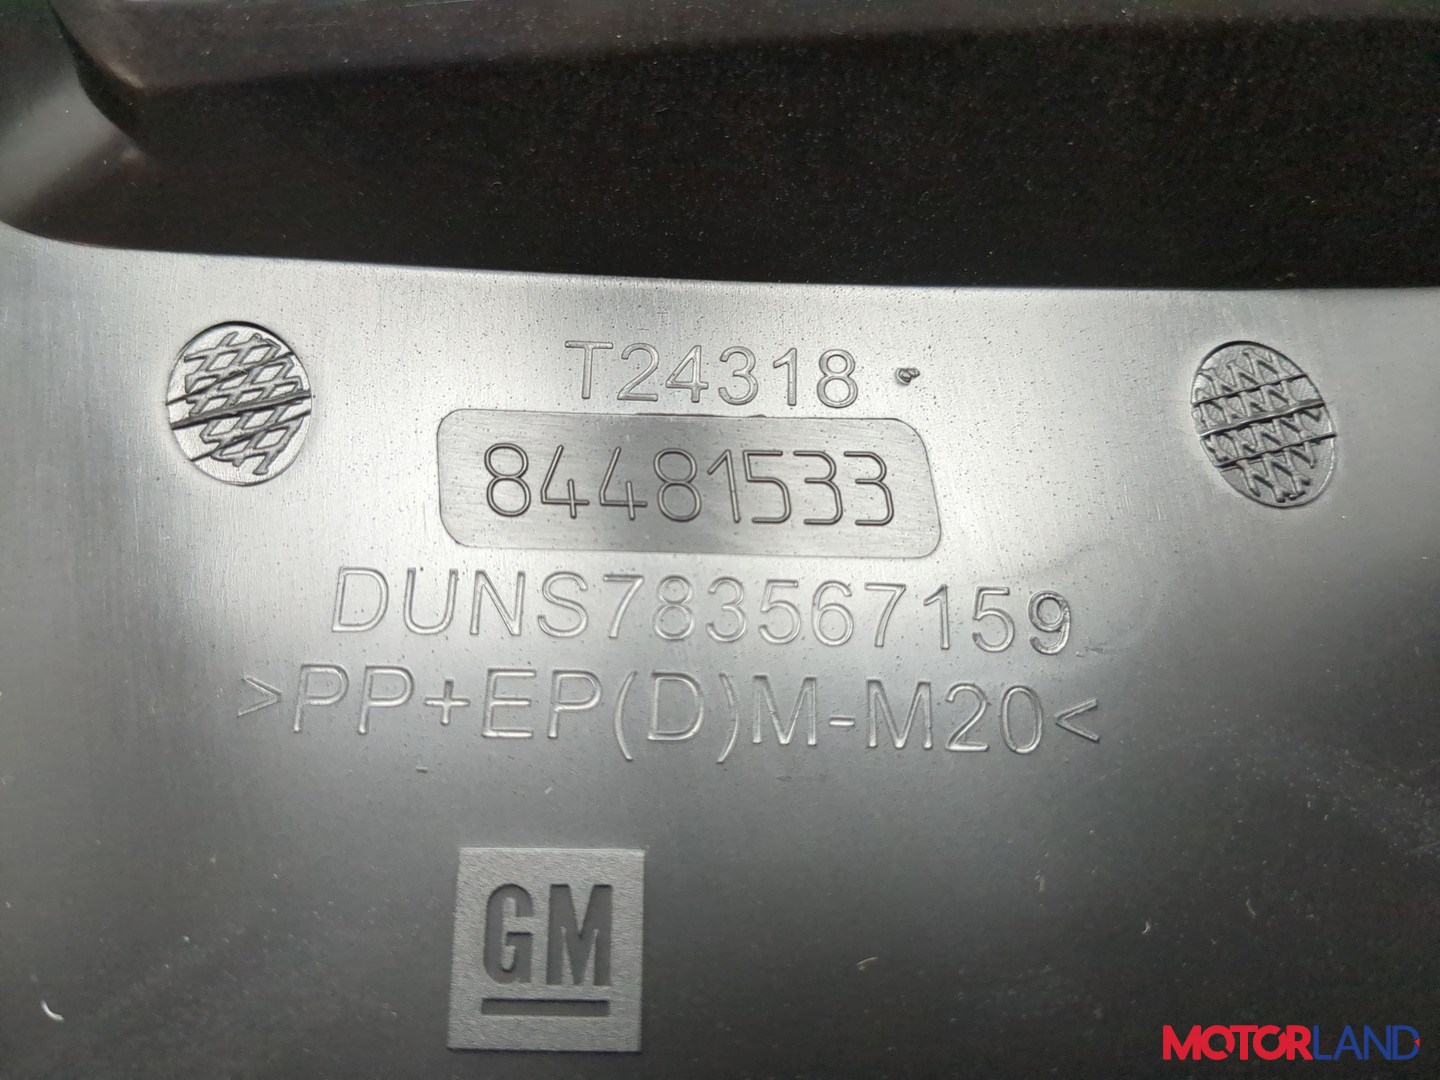 T24318
84481533
DUNS783567159
>PP+EP(D)M-M20<
GM
MOTORLAND